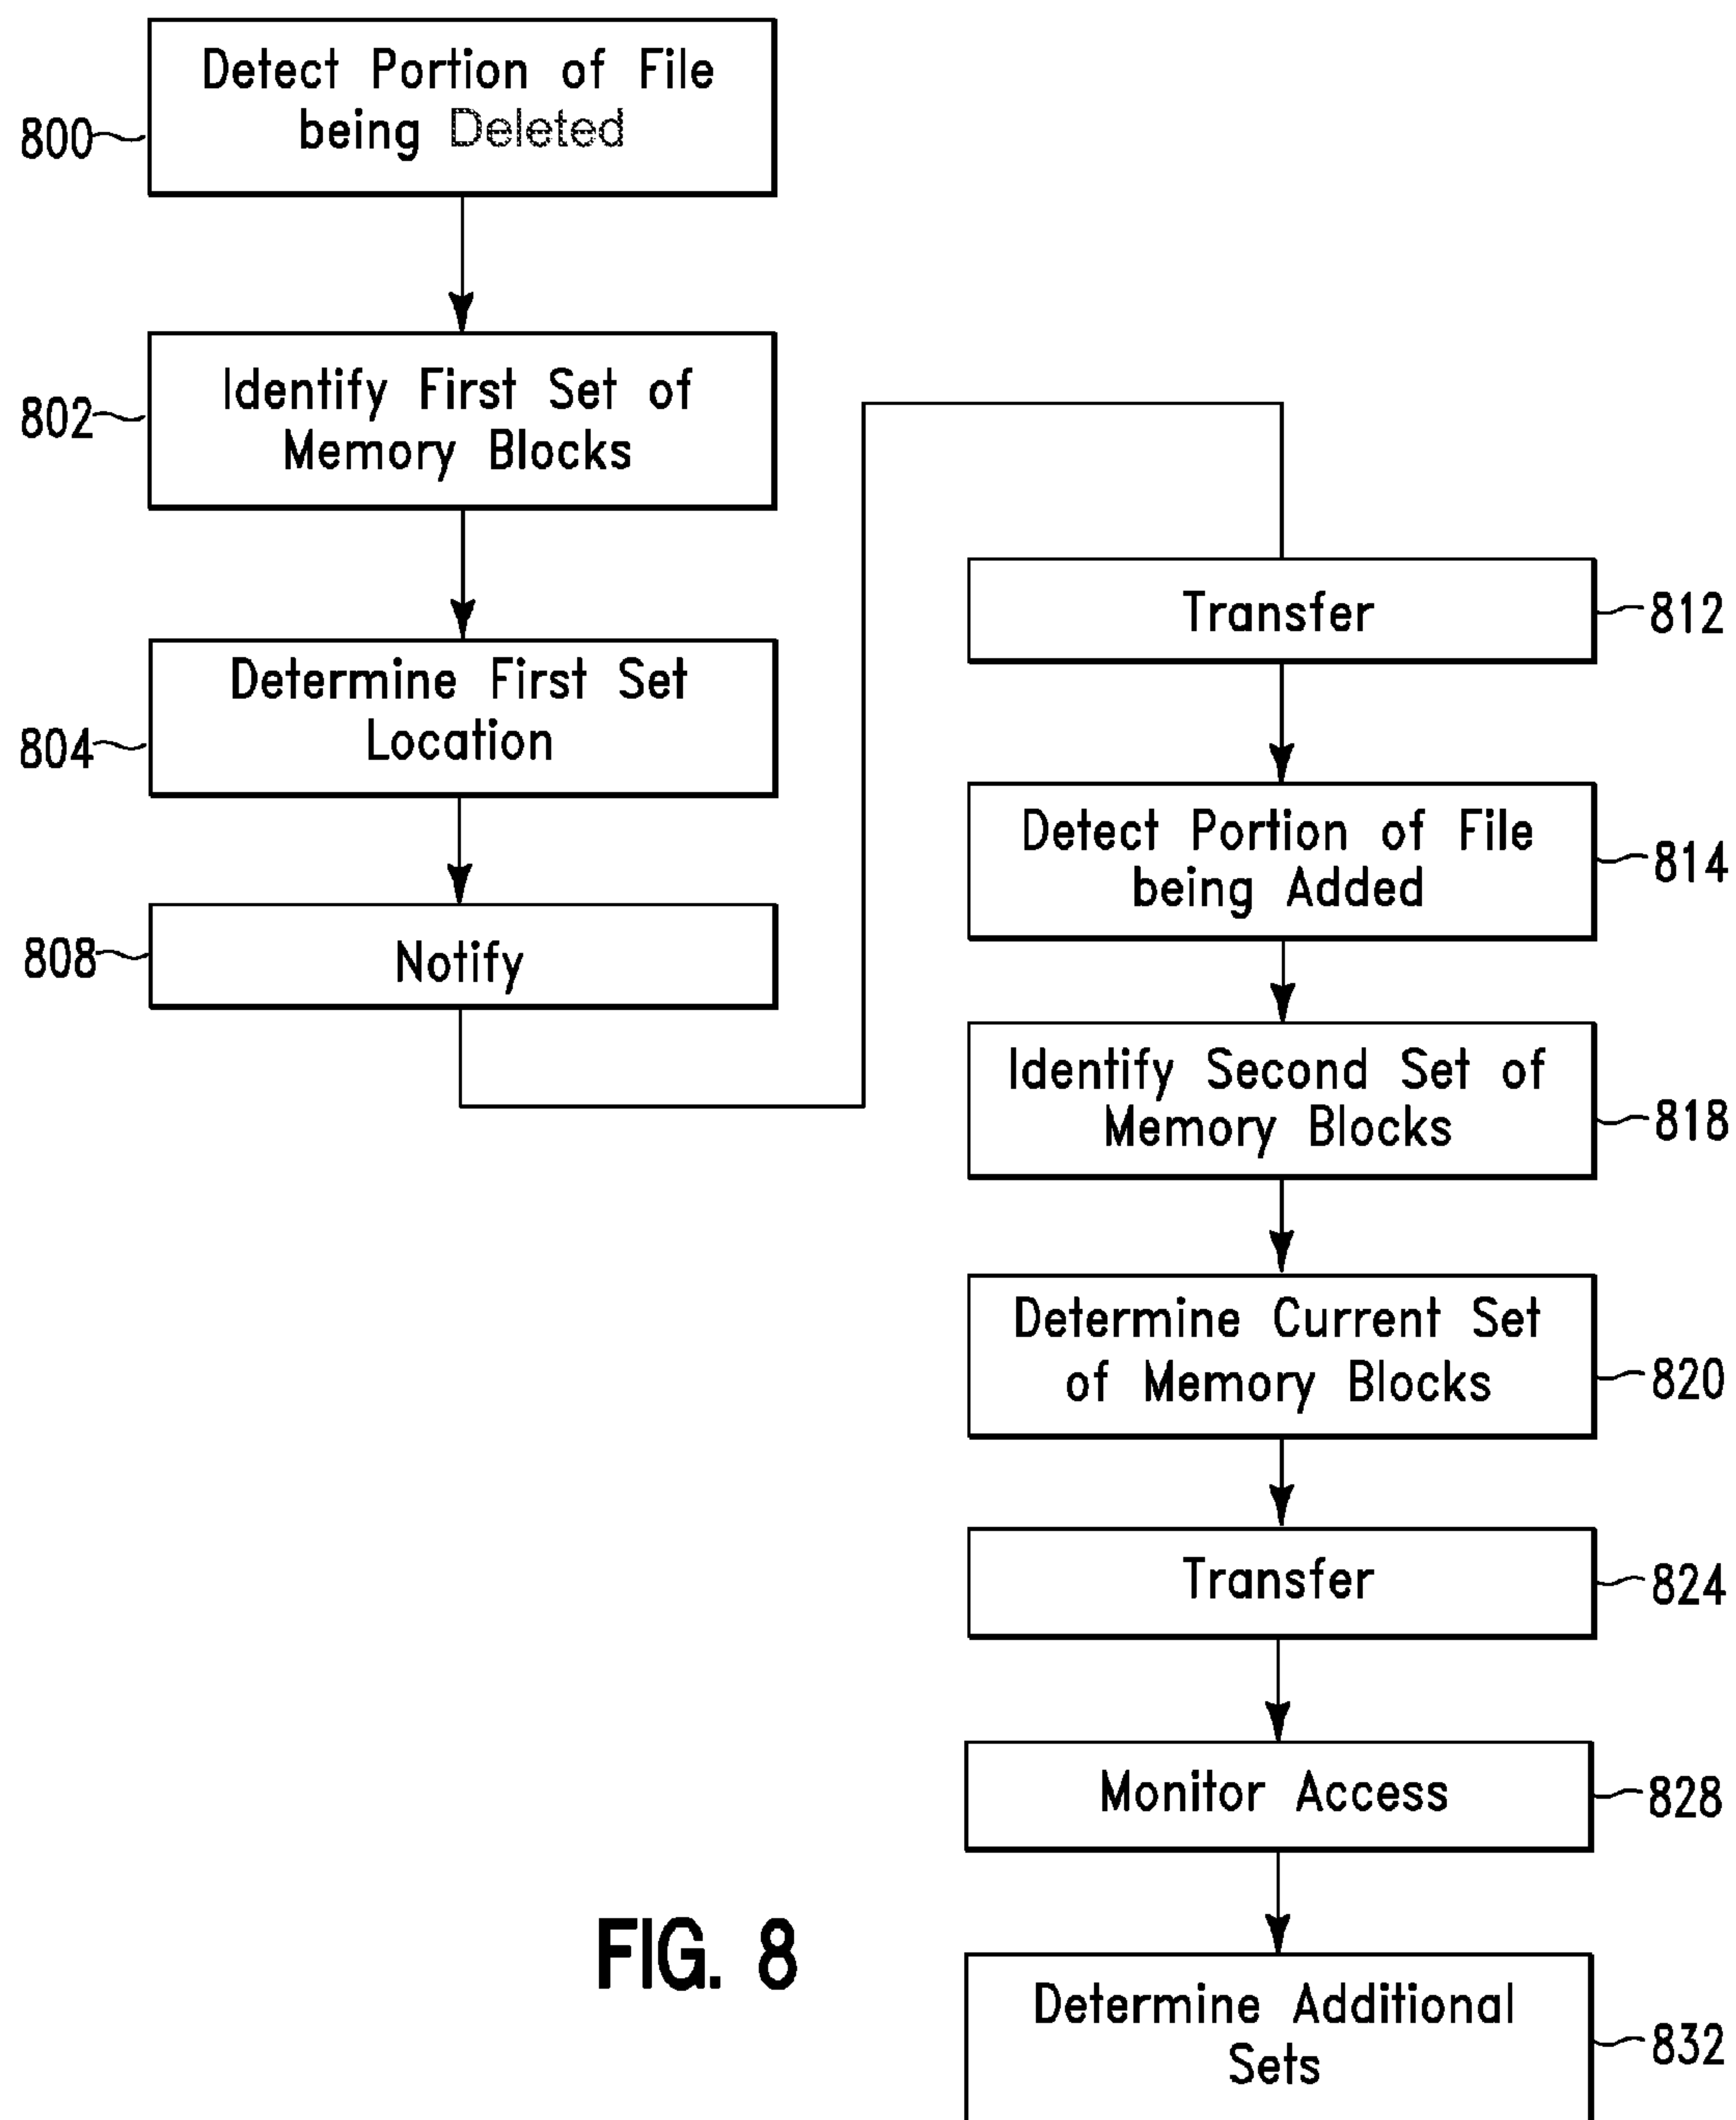 Detect Portion of File
being Deleted
800
Identify First Set of
Memory Blocks
802
Determine First Set
Location
804
Notify
808
Transfer
812
Detect Portion of File
being Added
814
Identify Second Set of
Memory Blocks
818
Determine Current Set
of Memory Blocks
820
Transfer
824
Monitor Access
828
Determine Additional
Sets
832
FIG. 8